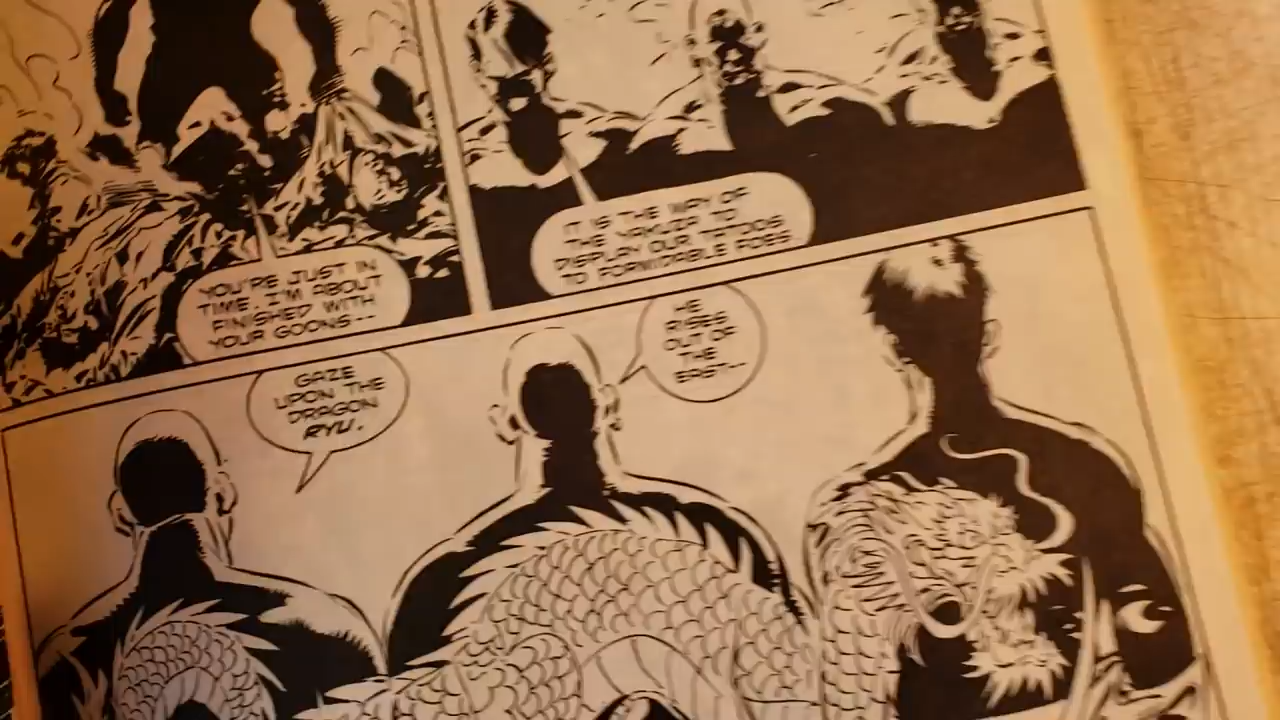 YOU'RE JUST IN
TIME. I'M ABOUT
FINISHED WITH
YOUR GOONS--
IT IS THE WAY OF
THE YAKUZA TO
DISPLAY OUR TATOOS
TO FORMIDABLE FOES.
GAZE
UPON THE
DRAGON
RYU.
HE
RISES
OUT OF
THE
EAST--